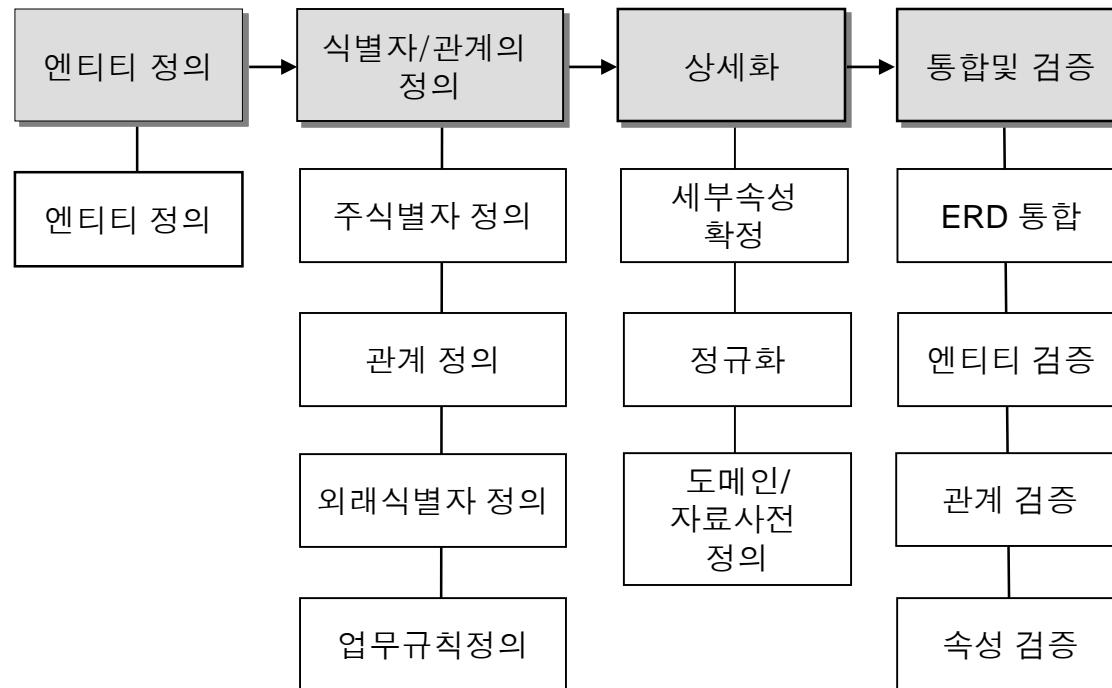 엔티티 정의
식별자/관계의
정의
상세화
통합및 검증
엔티티 정의
주식별자 정의
세부속성
확정
ERD 통합
관계 정의
정규화
엔티티 검증
외래식별자 정의
도메인/
자료사전
정의
관계 검증
업무규칙정의
속성 검증